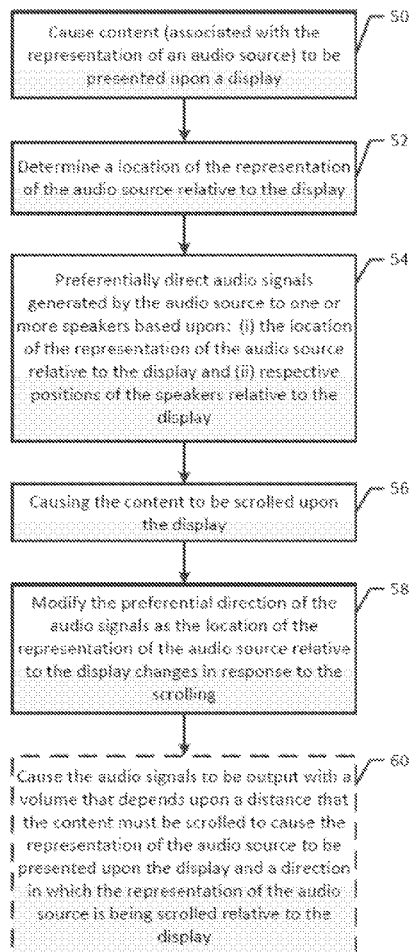 50
Cause content (associated with the
representation of an audio source) to be
presented upon a display
52
Determine a location of the representation
of the audio source relative to the display
54
Preferentially direct audio signals
generated by the audio source to one or
more speakers based upon: (i) the location
of the representation of the audio source
relative to the display and (ii) respective
positions of the speakers relative to the
display
56
Causing the content to be scrolled upon
the display
58
Modify the preferential direction of the
audio signals as the location of the
representation of the audio source relative
to the display changes in response to the
scrolling
60
Cause the audio signals to be output with a
volume that depends upon a distance that
the content must be scrolled to cause the
representation of the audio source to be
presented upon the display and a direction
in which the representation of the audio
source is being scrolled relative to the
display